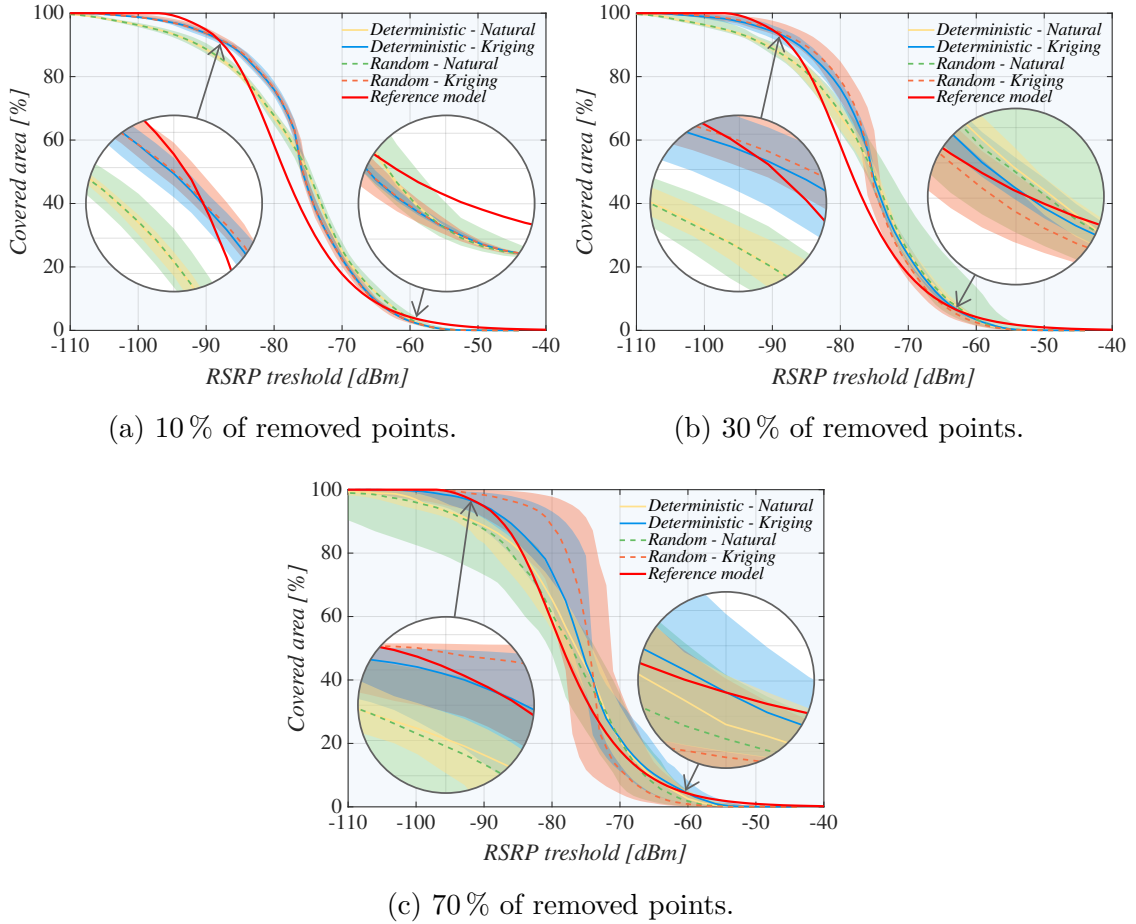 100
80
60
40
20
0
Covered area [%]
-110 -100 -90 -80 -70 -60 -50 -40
RSRP treshold [dBm]
Deterministic - Natural
Deterministic - Kriging
Random - Natural
Random - Kriging
Reference model
(a) 10 % of removed points.
100
80
60
40
20
0
Covered area [%]
-110 -100 -90 -80 -70 -60 -50 -40
RSRP treshold [dBm]
Deterministic - Natural
Deterministic - Kriging
Random - Natural
Random - Kriging
Reference model
(b) 30 % of removed points.
100
80
60
40
20
0
Covered area [%]
-110 -100 -90 -80 -70 -60 -50 -40
RSRP treshold [dBm]
Deterministic - Natural
Deterministic - Kriging
Random - Natural
Random - Kriging
Reference model
(c) 70 % of removed points.